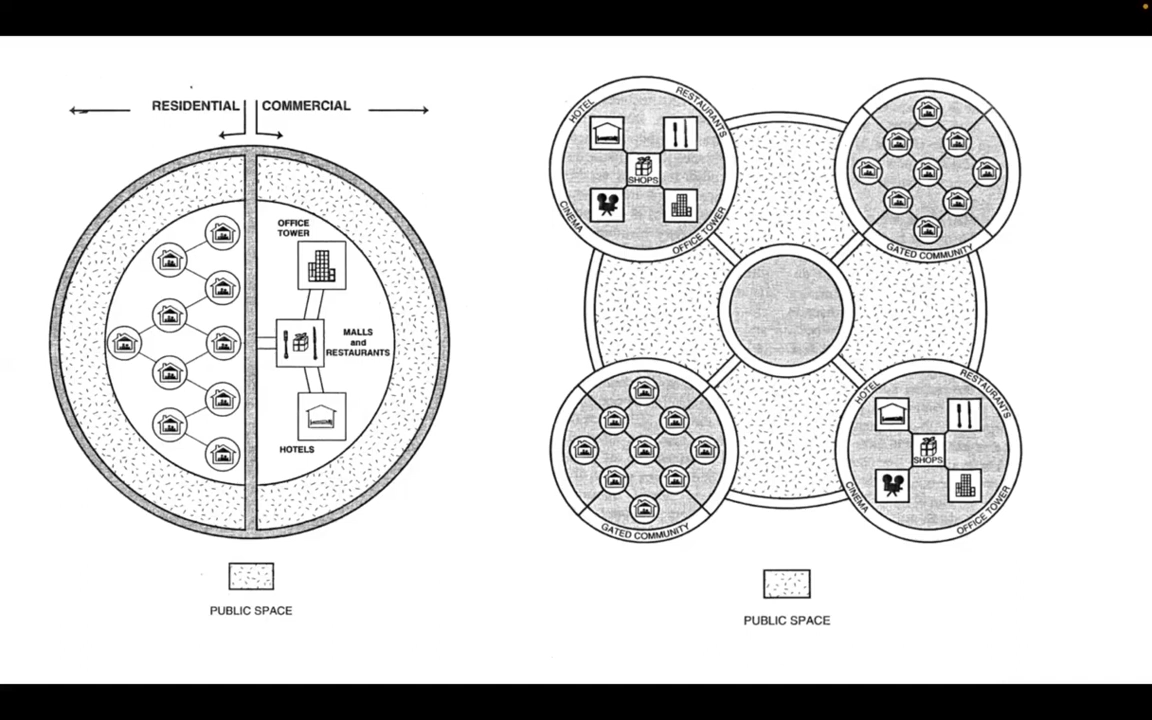 RESIDENTIAL
COMMERCIAL
OFFICE
TOWER
MALLS
and
RESTAURANTS
HOTELS
PUBLIC SPACE
HOTEL
RESTAURANTS
SHOPS
CINEMA
OFFICE TOWER
GATED COMMUNITY
GATED COMMUNITY
HOTEL
RESTAURANTS
SHOPS
CINEMA
OFFICE TOWER
PUBLIC SPACE